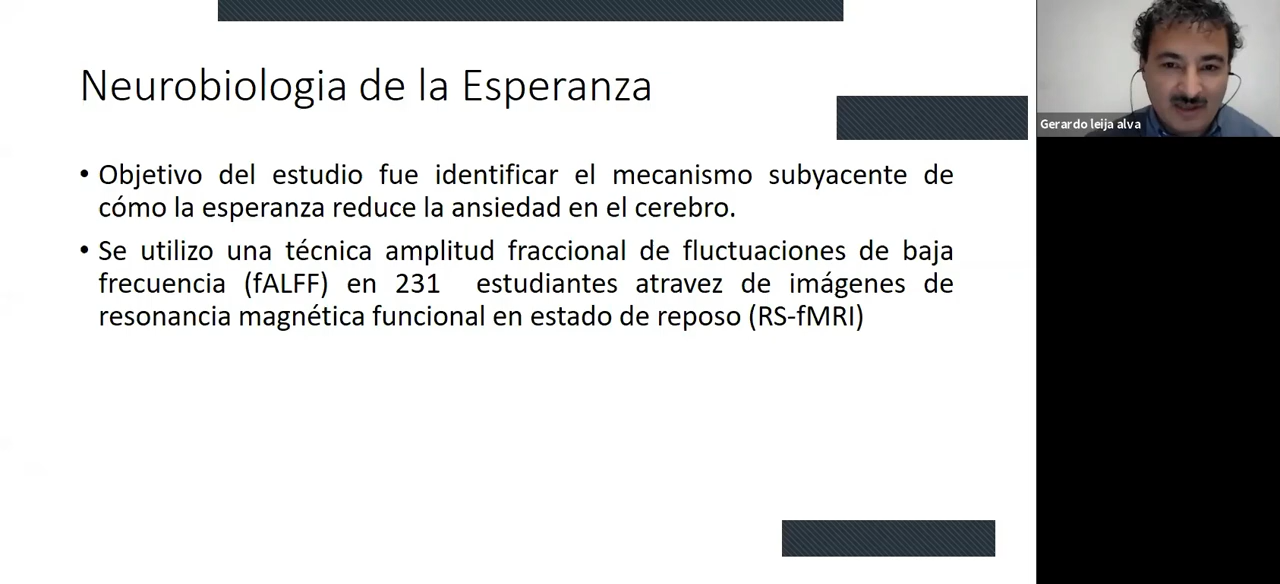 Neurobiologia de la Esperanza
Gerardo leija alva
• Objetivo del estudio fue identificar el mecanismo subyacente de
cómo la esperanza reduce la ansiedad en el cerebro.
• Se utilizo una técnica amplitud fraccional de fluctuaciones de baja
frecuencia (fALFF) en 231 estudiantes atravez de imágenes de
resonancia magnética funcional en estado de reposo (RS-fMRI)